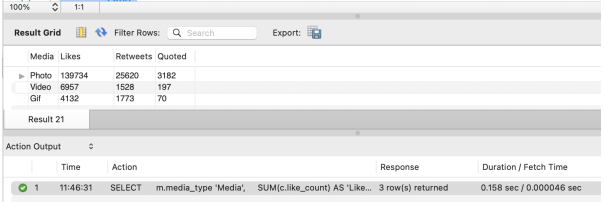 100% 1:1
Result Grid Filter Rows: Search Export:
Media Likes Retweets Quoted
Photo 139734 25620 3182
Video 6957 1528 197
Gif 4132 1773 70
Result 21
Action Output
Time Action Response Duration / Fetch Time
1 11:46:31 SELECT m.media_type 'Media', SUM(c.like_count) AS 'Like... 3 row(s) returned 0.158 sec / 0.000046 sec